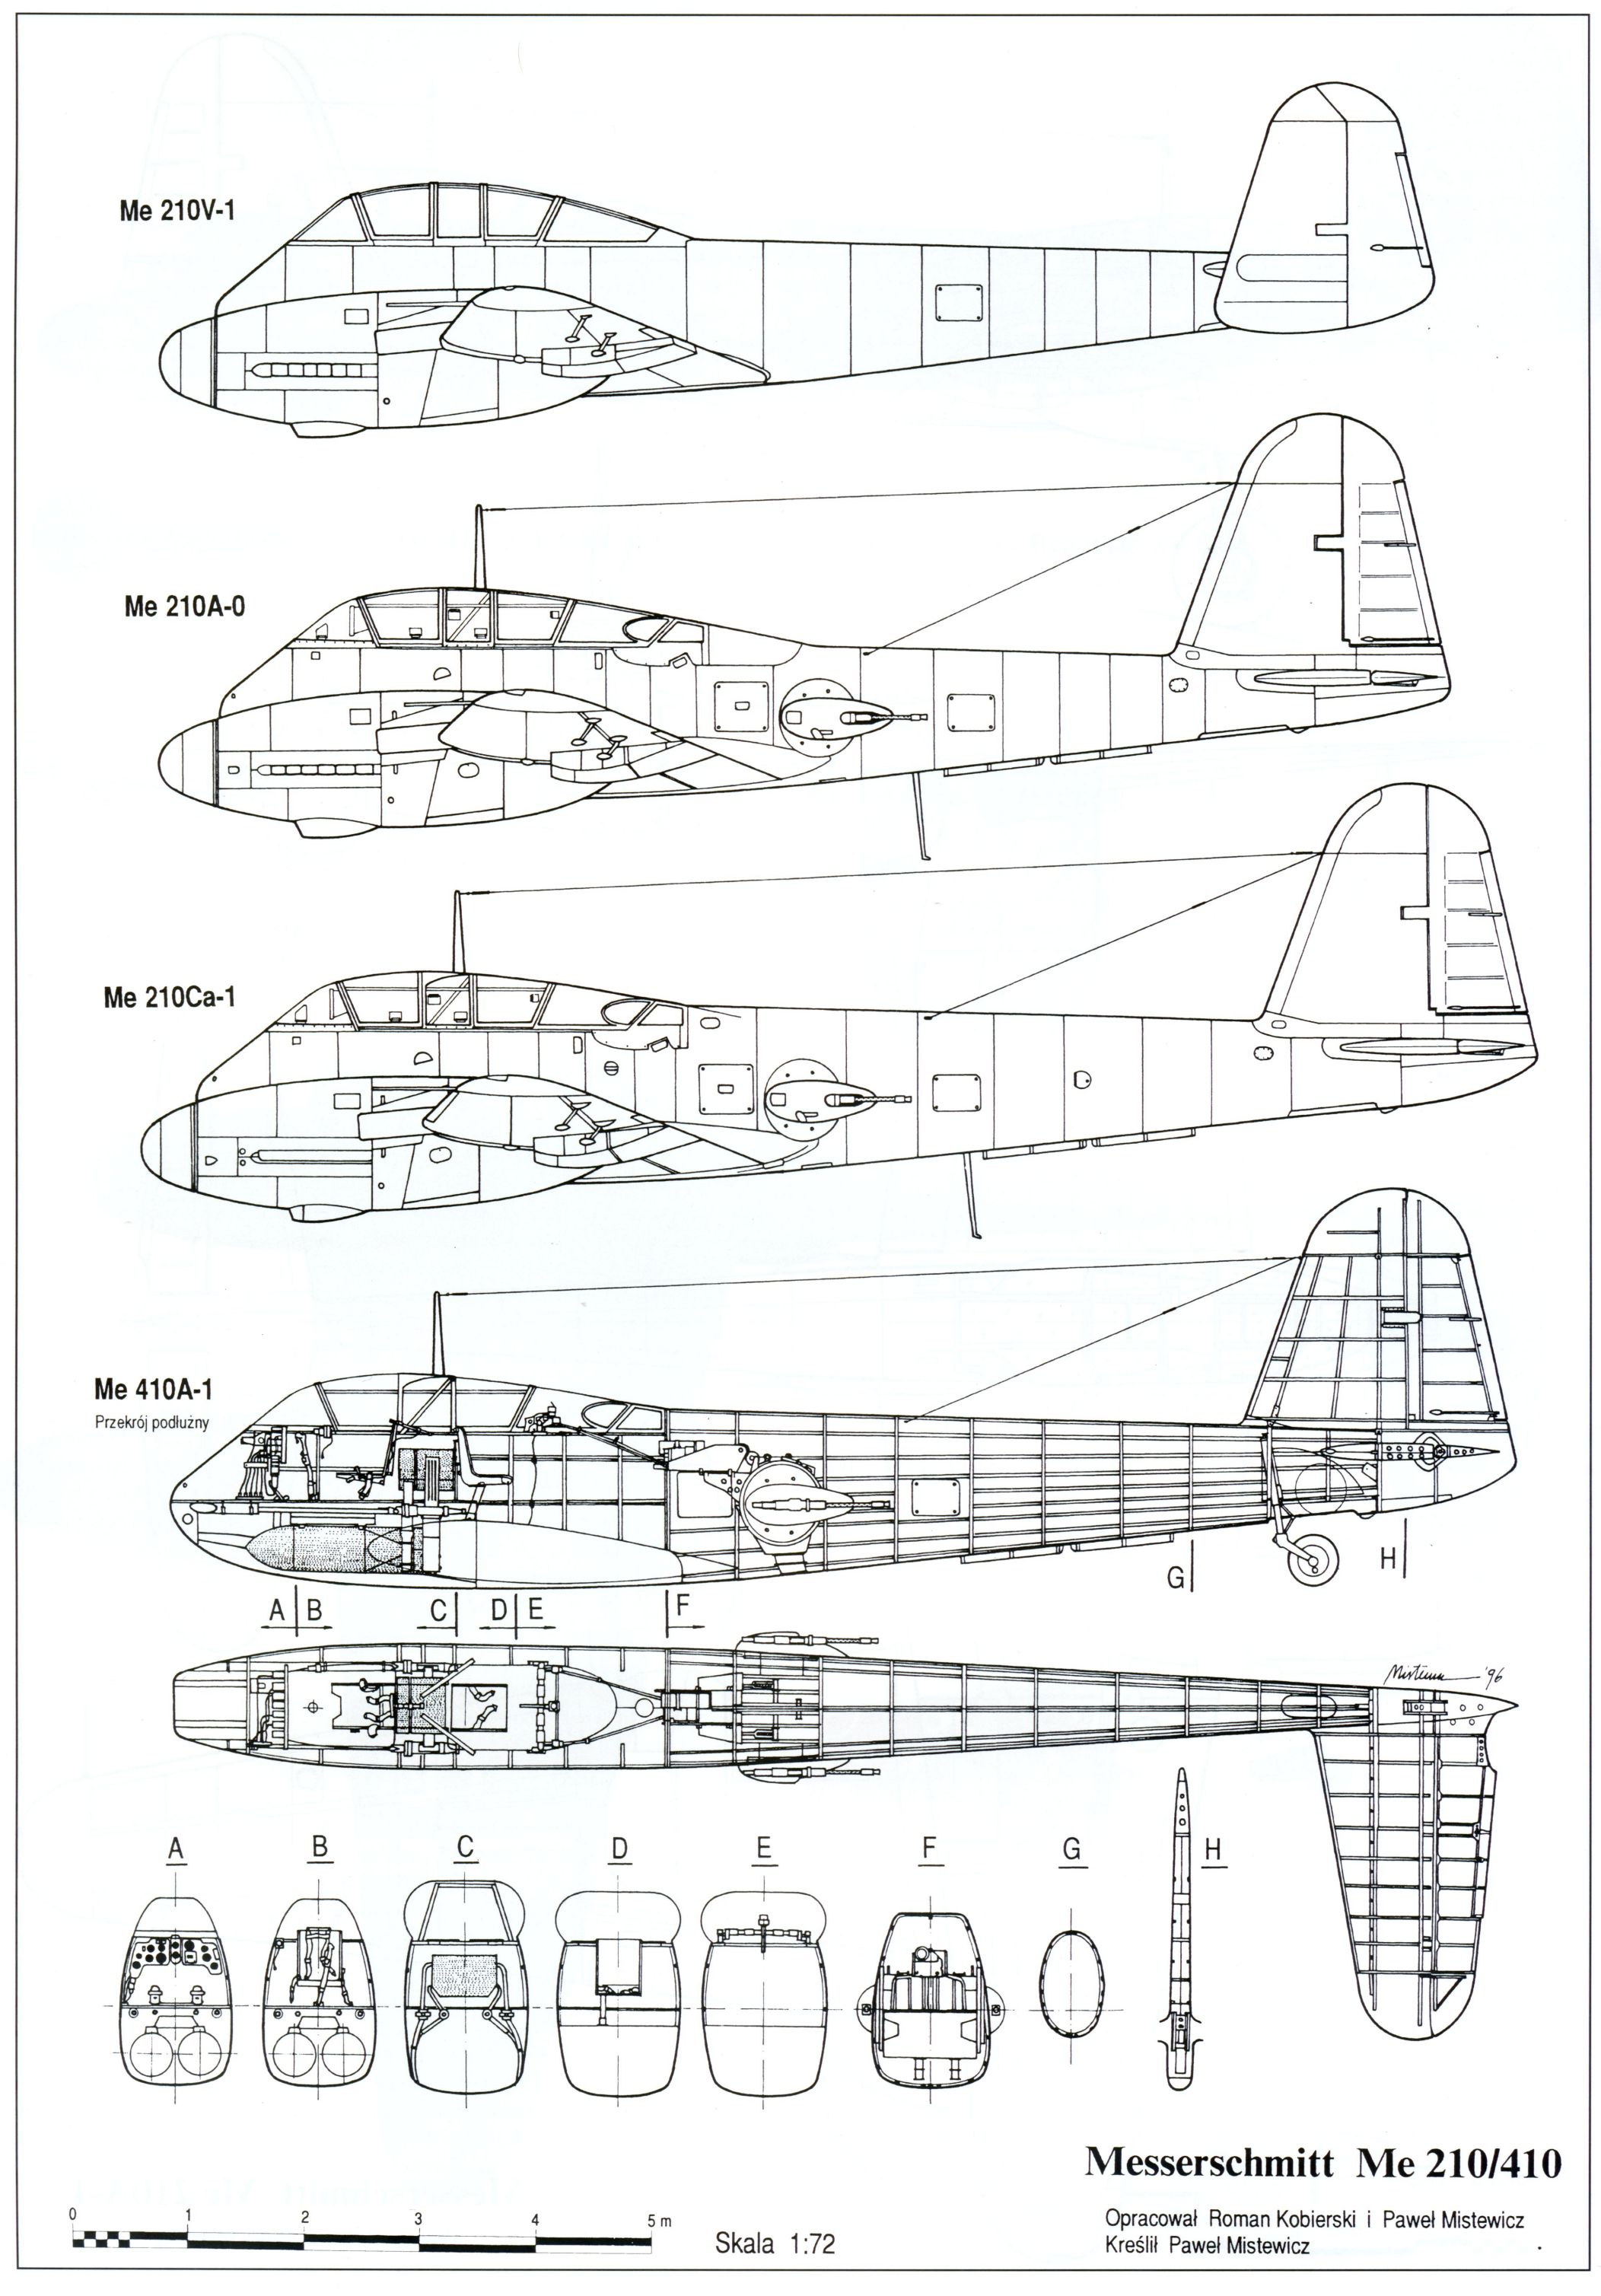 Me 210V-1
Me 210A-0
Me 210Ca-1
Me 410A-1
Przekrój podłużny
G
H
A B C D E F
'96
A B C D E F G H
Messerschmitt Me 210/410
0 1 2 3 4 5 m
Skala 1:72
Opracował Roman Kobierski i Paweł Mistewicz
Kreślił Paweł Mistewicz